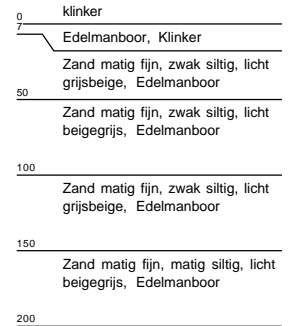 klinker
0
7
Edelmanboor, Klinker
Zand matig fijn, zwak siltig, licht
grijsbeige, Edelmanboor
50
Zand matig fijn, zwak siltig, licht
beigegrijs, Edelmanboor
100
Zand matig fijn, zwak siltig, licht
grijsbeige, Edelmanboor
150
Zand matig fijn, matig siltig, licht
beigegrijs, Edelmanboor
200